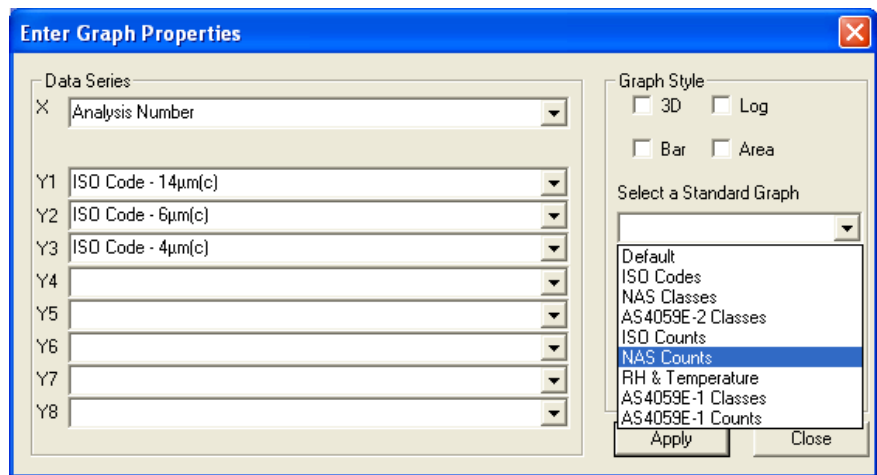 Enter Graph Properties
Data Series
X Analysis Number
Y1 ISO Code - 14µm(c)
Y2 ISO Code - 6µm(c)
Y3 ISO Code - 4µm(c)
Y4
Y5
Y6
Y7
Y8
Graph Style
3D Log
Bar Area
Select a Standard Graph
Default
ISO Codes
NAS Classes
AS4059E-2 Classes
ISO Counts
NAS Counts
RH & Temperature
AS4059E-1 Classes
AS4059E-1 Counts
Apply Close